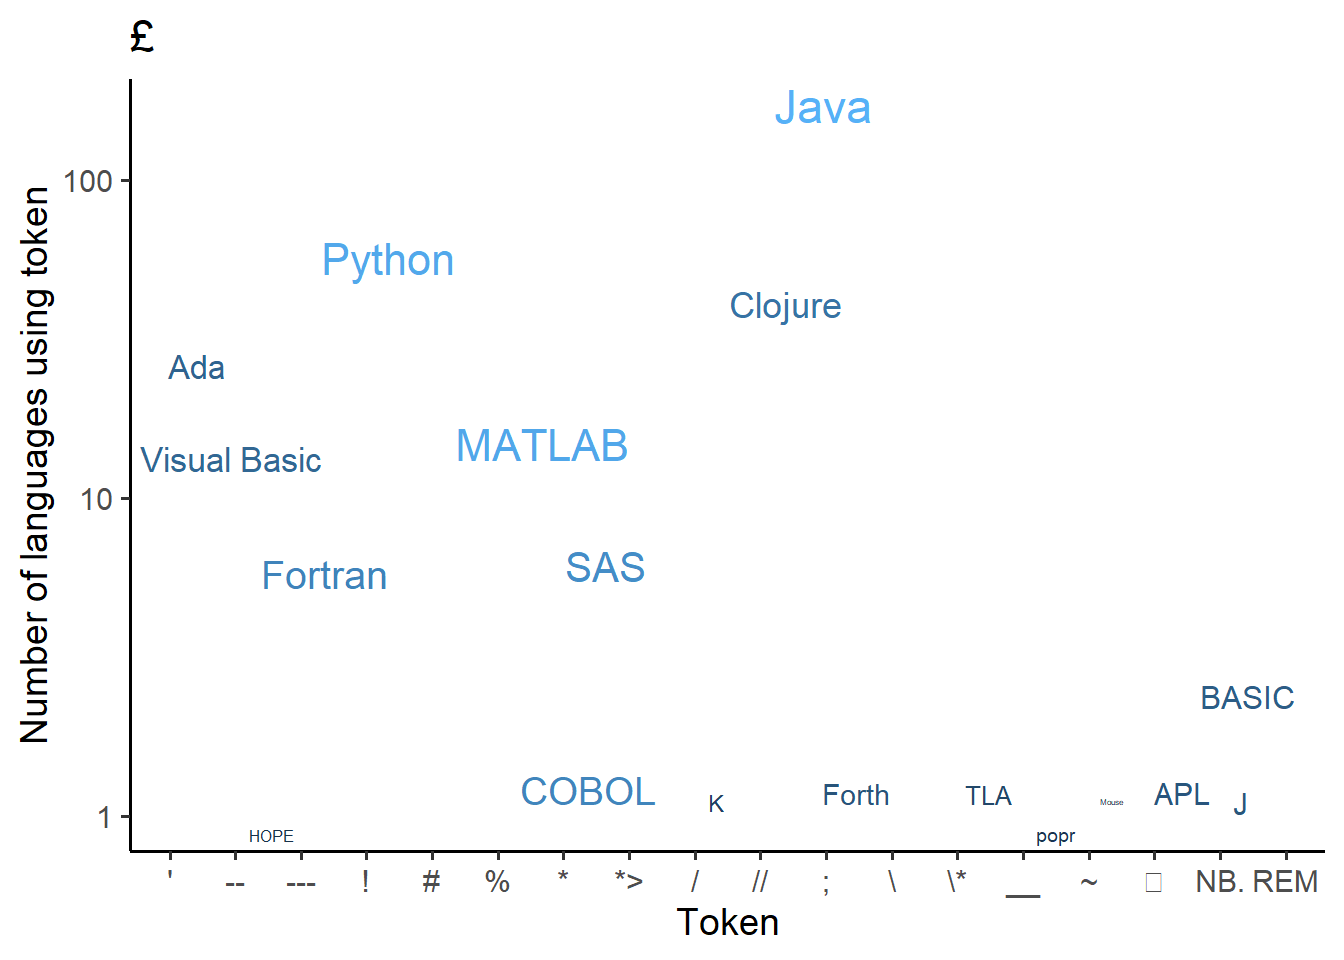 £
Number of languages using token
100
10
1
Java
Python
Clojure
Ada
MATLAB
Visual Basic
SAS
Fortran
BASIC
COBOL
K
Forth
TLA
Mouse
APL
J
HOPE
popr
' -- --- ! # % * *> / // ; \ \* __ ~ □ NB. REM
Token